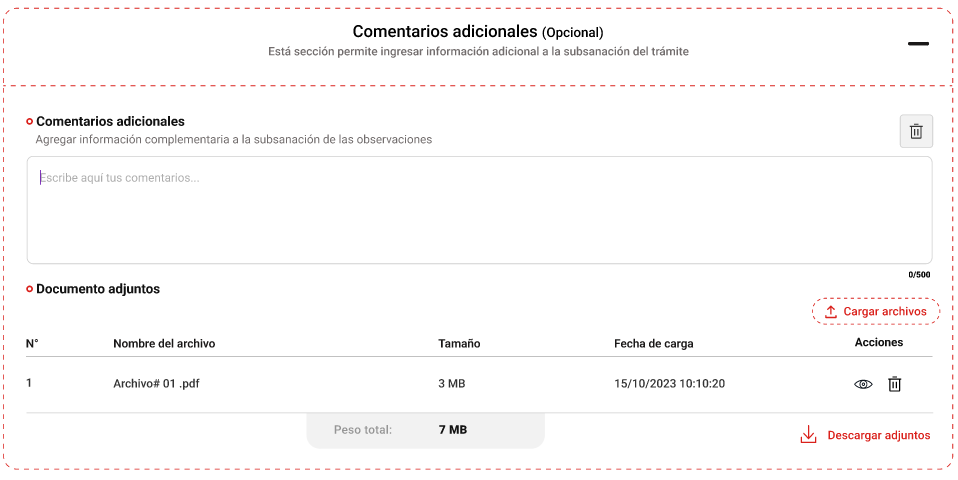 Comentarios adicionales (Opcional)
Está sección permite ingresar información adicional a la subsanación del trámite
Comentarios adicionales
Agregar información complementaria a la subsanación de las observaciones
Escribe aquí tus comentarios...
0/500
Documento adjuntos
Cargar archivos
N° Nombre del archivo Tamaño Fecha de carga Acciones
1 Archivo# 01 .pdf 3 MB 15/10/2023 10:10:20
Peso total: 7 MB
Descargar adjuntos